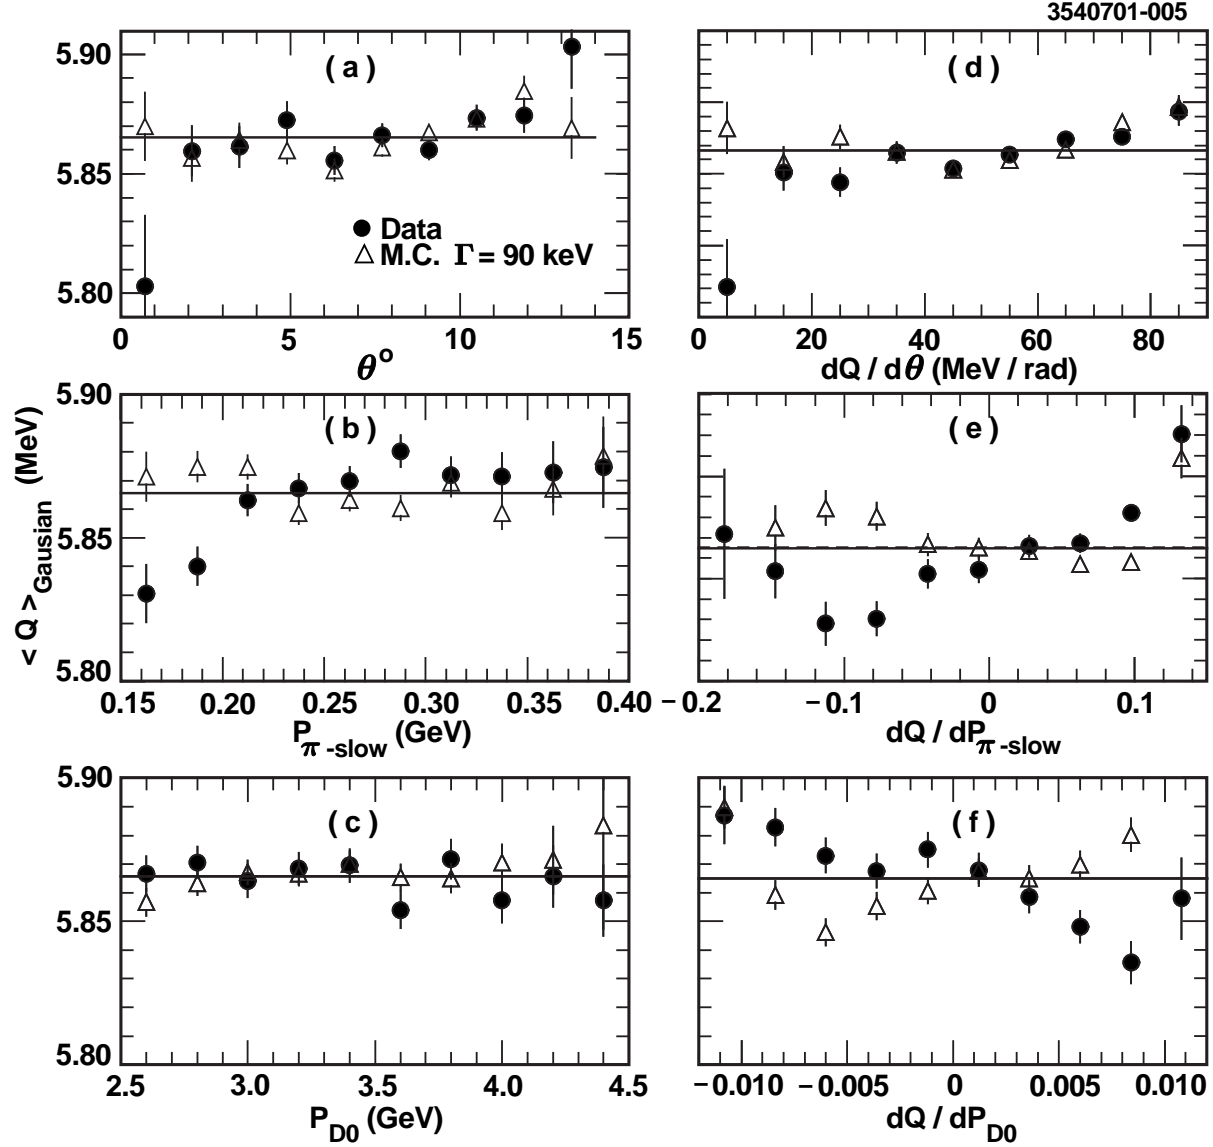 3540701-005
5.90
5.85
5.80
( a )
Data
M.C. Γ = 90 keV
0 5 10 15
θ°
( d )
0 20 40 60 80
dQ / dθ (MeV / rad)
< Q >Gausian (MeV)
5.90
5.85
5.80
( b )
0.15 0.20 0.25 0.30 0.35 0.40
Pπ-slow (GeV)
( e )
−0.2 −0.1 0 0.1
dQ / dPπ-slow
5.90
5.85
5.80
( c )
2.5 3.0 3.5 4.0 4.5
PD0 (GeV)
( f )
−0.010 −0.005 0 0.005 0.010
dQ / dPD0